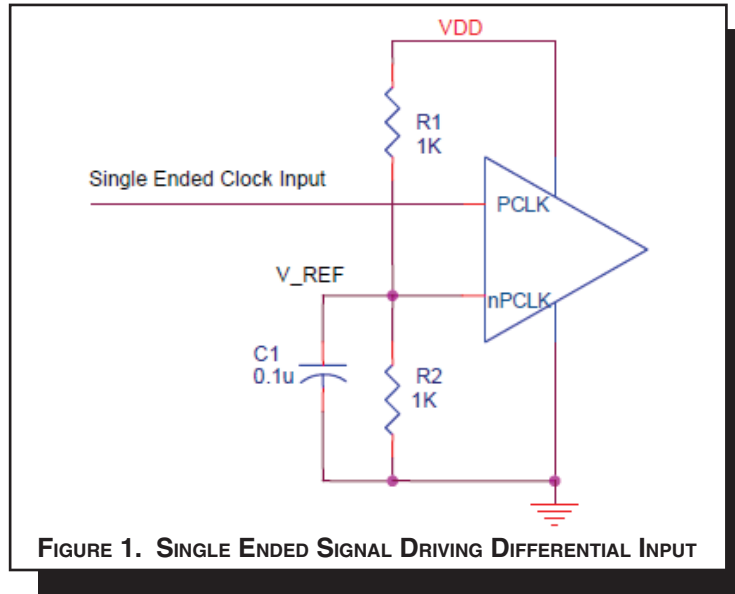 VDD
R1
1K
Single Ended Clock Input
PCLK
V_REF
nPCLK
C1
0.1u
R2
1K
FIGURE 1. SINGLE ENDED SIGNAL DRIVING DIFFERENTIAL INPUT